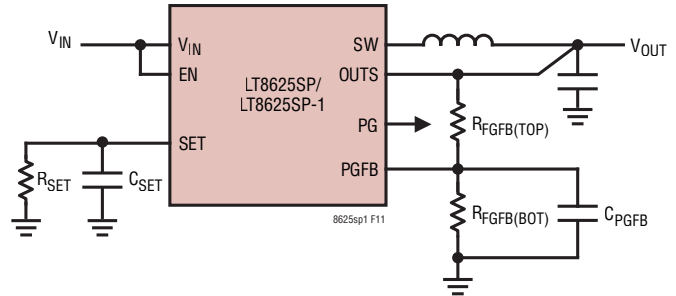 VIN
VIN
EN
SW
OUTS
VOUT
LT8625SP/
LT8625SP-1
PG
RFGFB(TOP)
SET
PGFB
RSET
CSET
RFGFB(BOT)
CPGFB
8625sp1 F11